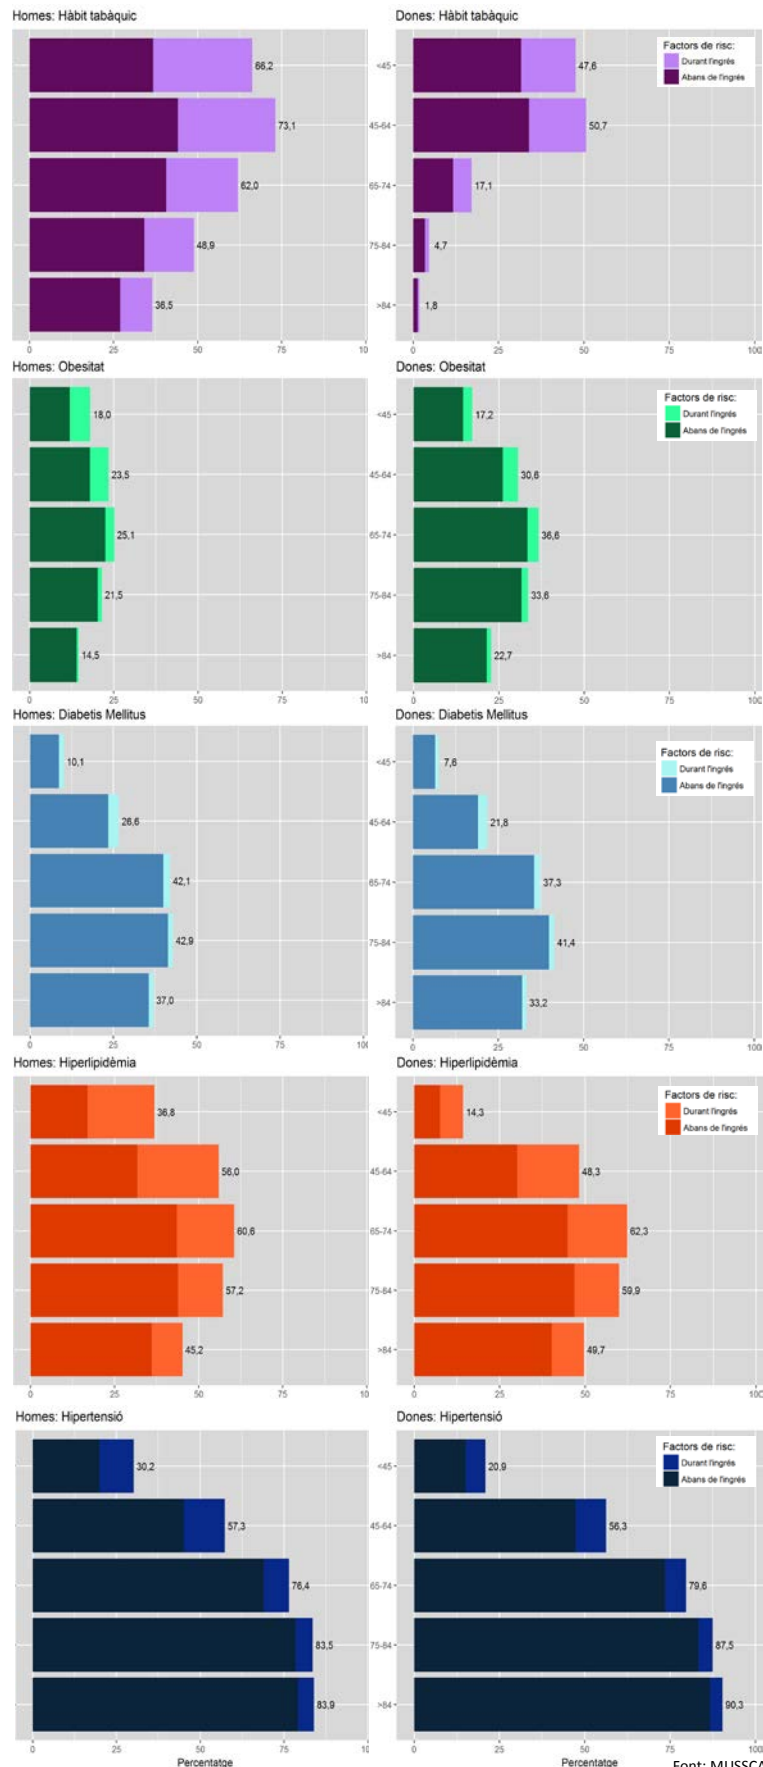 Homes: Hàbit tabàquic
66,2
73,1
62,0
48,9
36,5
0 25 50 75 10
Dones: Hàbit tabàquic
Factors de risc:
Durant l'ingrés
Abans de l'ingrés
<45 47,6
45-64 50,7
65-74 17,1
75-84 4,7
>84 1,8
0 25 50 75 100
Homes: Obesitat
18,0
23,5
25,1
21,5
14,5
0 25 50 75 10
Dones: Obesitat
Factors de risc:
Durant l'ingrés
Abans de l'ingrés
<45 17,2
45-64 30,6
65-74 36,6
75-84 33,6
>84 22,7
0 25 50 75 100
Homes: Diabetis Mellitus
10,1
26,6
42,1
42,9
37,0
0 25 50 75 10
Dones: Diabetis Mellitus
Factors de risc:
Durant l'ingrés
Abans de l'ingrés
<45 7,6
45-64 21,8
65-74 37,3
75-84 41,4
>84 33,2
0 25 50 75 100
Homes: Hiperlipidèmia
36,8
56,0
60,6
57,2
45,2
0 25 50 75 10
Dones: Hiperlipidèmia
Factors de risc:
Durant l'ingrés
Abans de l'ingrés
<45 14,3
45-64 48,3
65-74 62,3
75-84 59,9
>84 49,7
0 25 50 75 100
Homes: Hipertensió
30,2
57,3
76,4
83,5
83,9
0 25 50 75 10
Percentatge
Dones: Hipertensió
Factors de risc:
Durant l'ingrés
Abans de l'ingrés
<45 20,9
45-64 56,3
65-74 79,6
75-84 87,5
>84 90,3
0 25 50 75 100
Percentatge
Font: MUSSCA